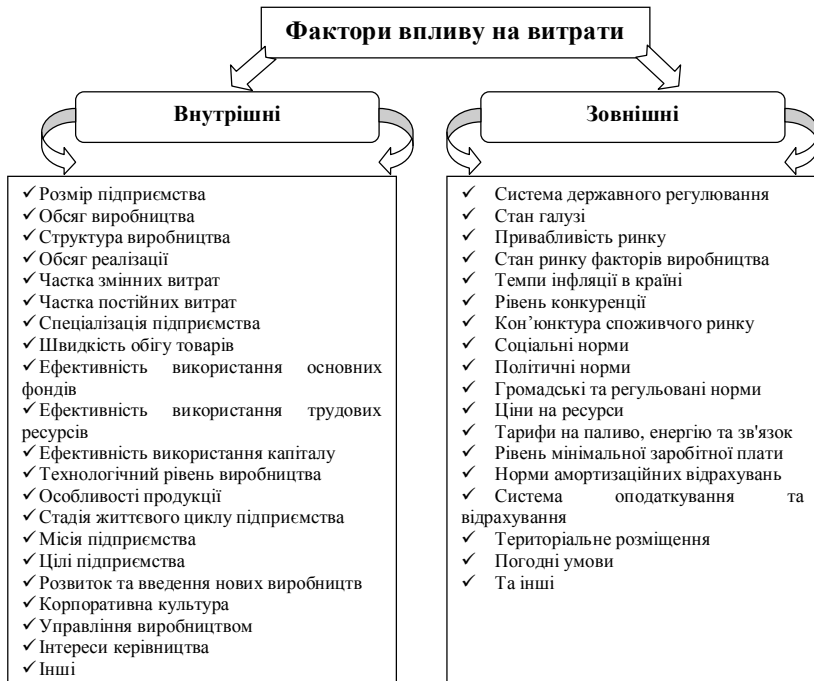 Фактори впливу на витрати
Внутрішні
✓Розмір підприємства
✓Обсяг виробництва
✓Структура виробництва
✓Обсяг реалізації
✓Частка змінних витрат
✓Частка постійних витрат
✓Спеціалізація підприємства
✓Швидкість обігу товарів
✓Ефективність використання основних
фондів
✓Ефективність використання трудових
ресурсів
✓Ефективність використання капіталу
✓Технологічний рівень виробництва
✓Особливості продукції
✓Стадія життєвого циклу підприємства
✓Місія підприємства
✓Цілі підприємства
✓Розвиток та введення нових виробництв
✓Корпоративна культура
✓Управління виробництвом
✓Інтереси керівництва
✓Інші
Зовнішні
✓ Система державного регулювання
✓ Стан галузі
✓ Привабливість ринку
✓ Стан ринку факторів виробництва
✓ Темпи інфляції в країні
✓ Рівень конкуренції
✓ Кон’юнктура споживчого ринку
✓ Соціальні норми
✓ Політичні норми
✓ Громадські та регульовані норми
✓ Ціни на ресурси
✓ Тарифи на паливо, енергію та зв'язок
✓ Рівень мінімальної заробітної плати
✓ Норми амортизаційних відрахувань
✓ Система оподаткування та
відрахування
✓ Територіальне розміщення
✓ Погодні умови
✓ Та інші